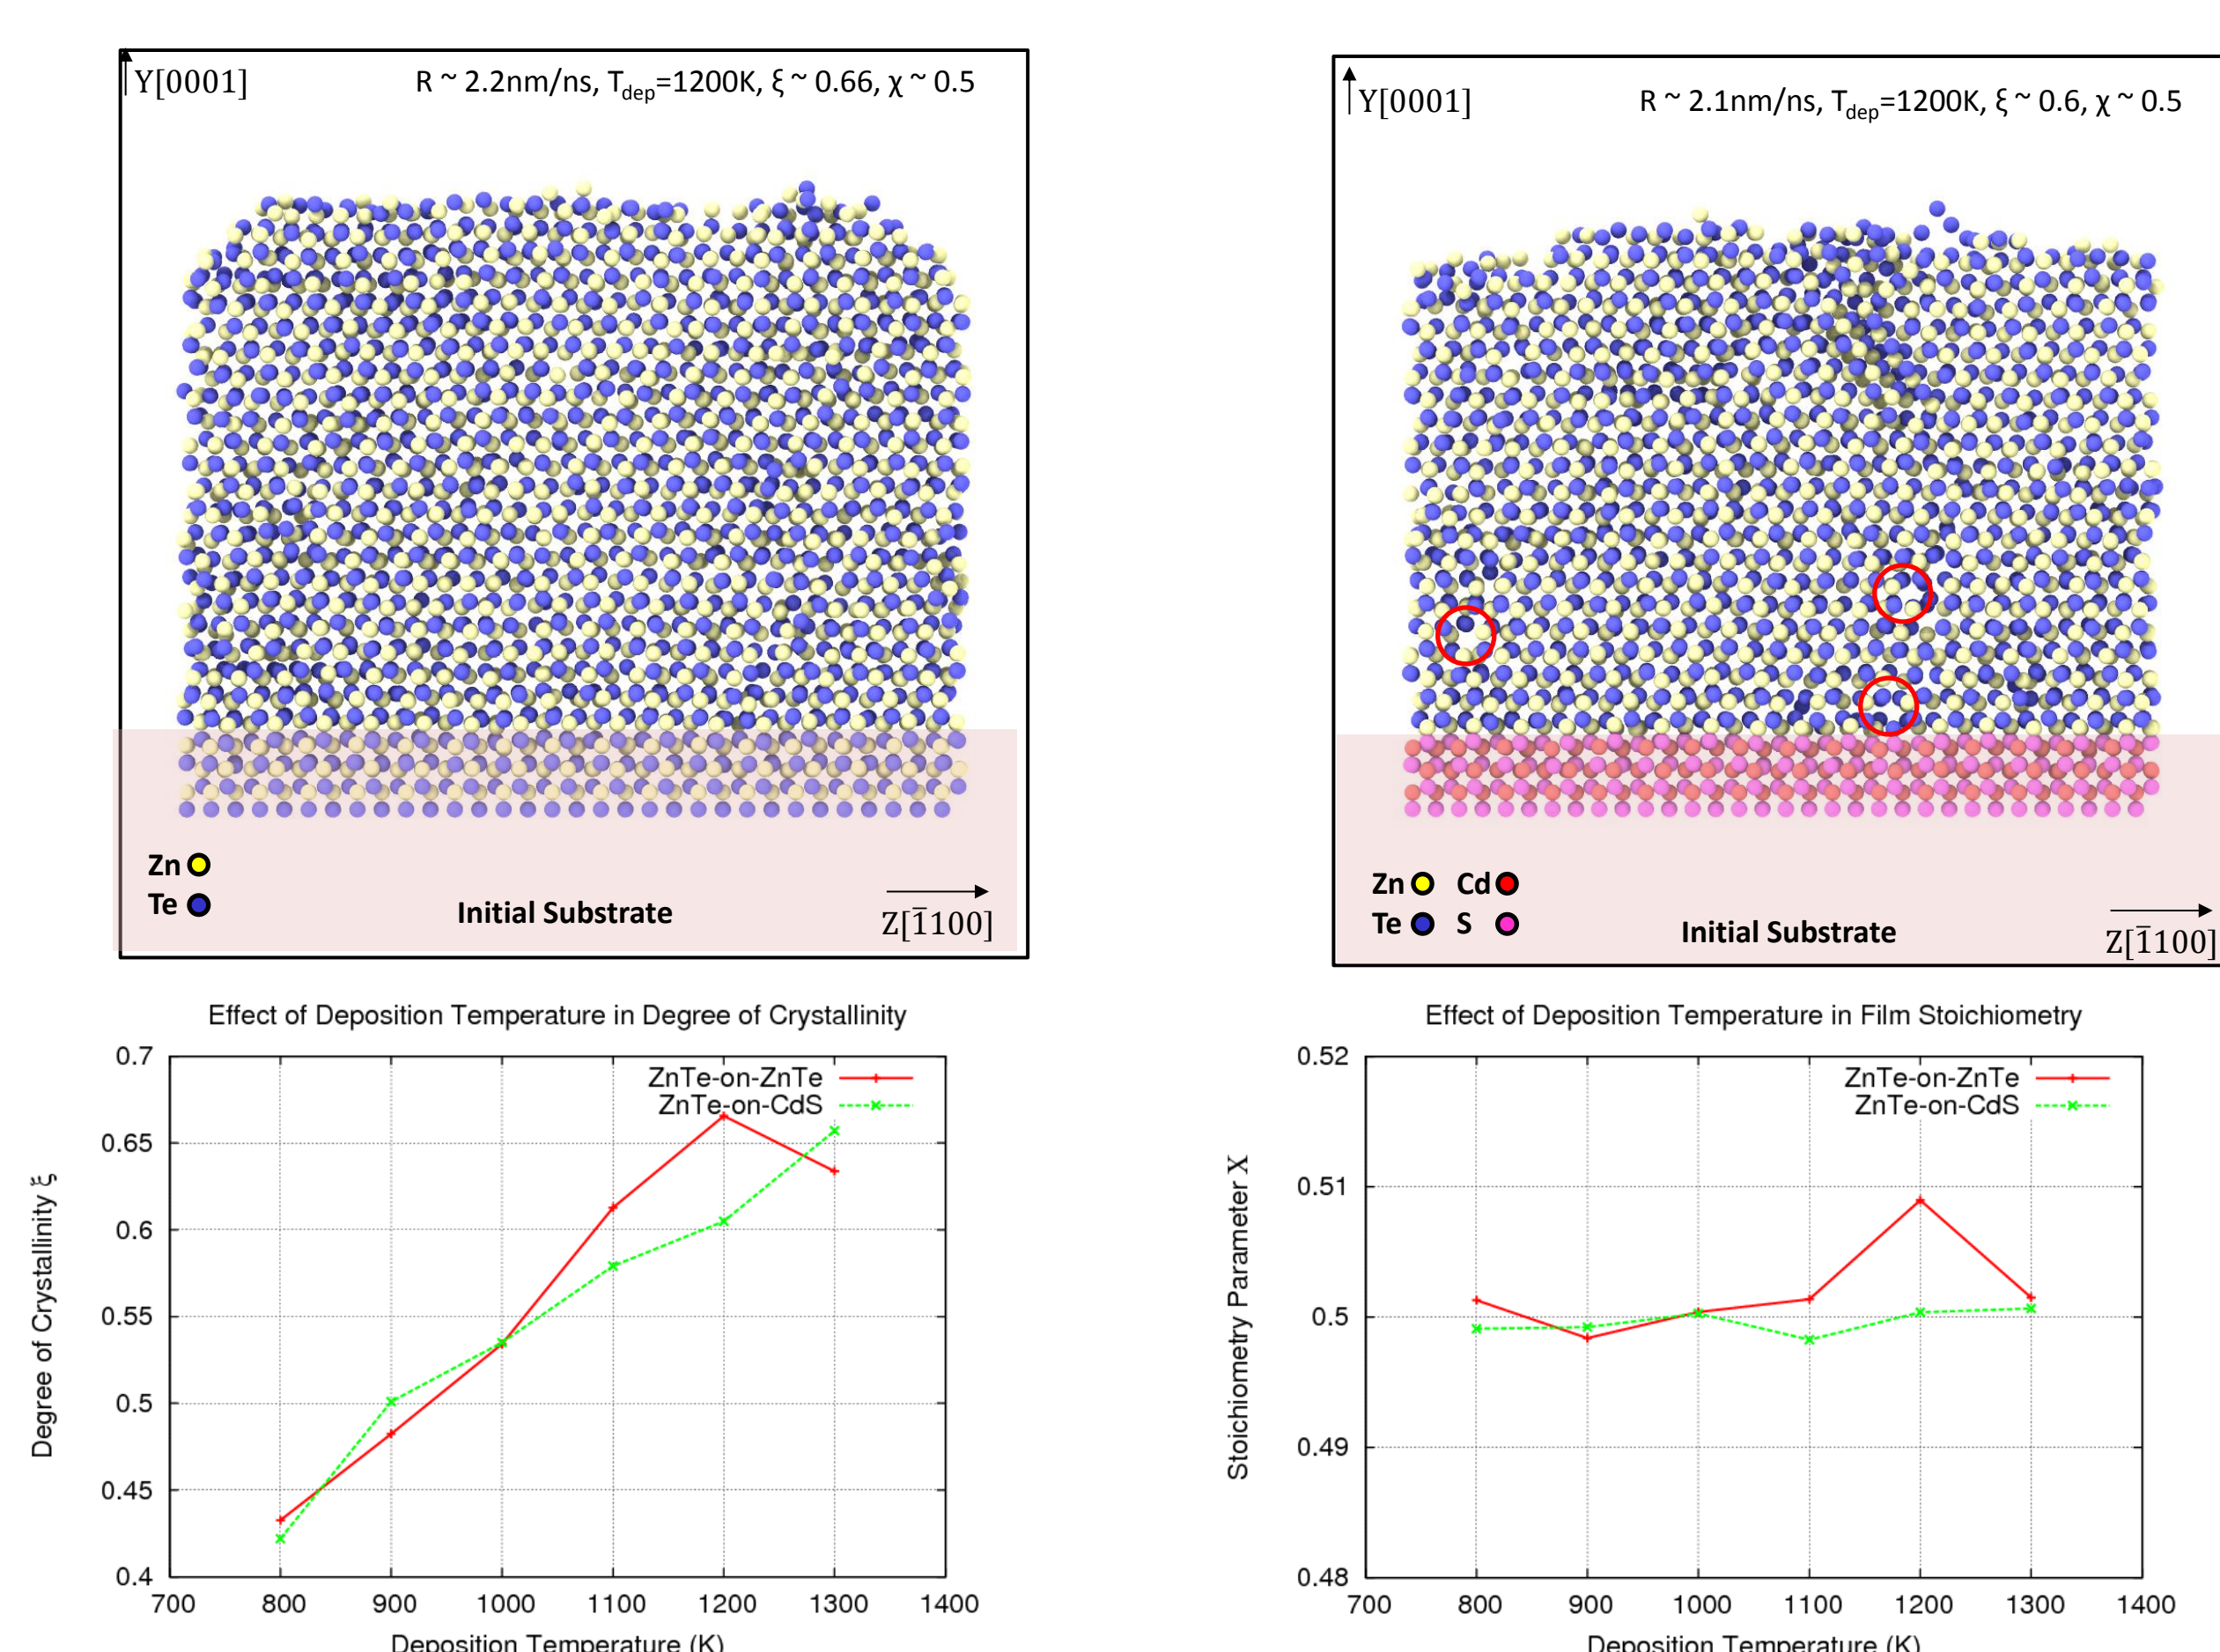 Y[0001]
R ~ 2.2nm/ns, Tdep=1200K, ξ ~ 0.66, χ ~ 0.5
Zn
Te
Initial Substrate
Z[1̄100]
Y[0001]
R ~ 2.1nm/ns, Tdep=1200K, ξ ~ 0.6, χ ~ 0.5
Zn Cd
Te S
Initial Substrate
Z[1̄100]
Effect of Deposition Temperature in Degree of Crystallinity
ZnTe-on-ZnTe
ZnTe-on-CdS
Degree of Crystallinity ξ
0.7
0.65
0.6
0.55
0.5
0.45
0.4
700 800 900 1000 1100 1200 1300 1400
Deposition Temperature (K)
Effect of Deposition Temperature in Film Stoichiometry
ZnTe-on-ZnTe
ZnTe-on-CdS
Stoichiometry Parameter X
0.52
0.51
0.5
0.49
0.48
700 800 900 1000 1100 1200 1300 1400
Deposition Temperature (K)